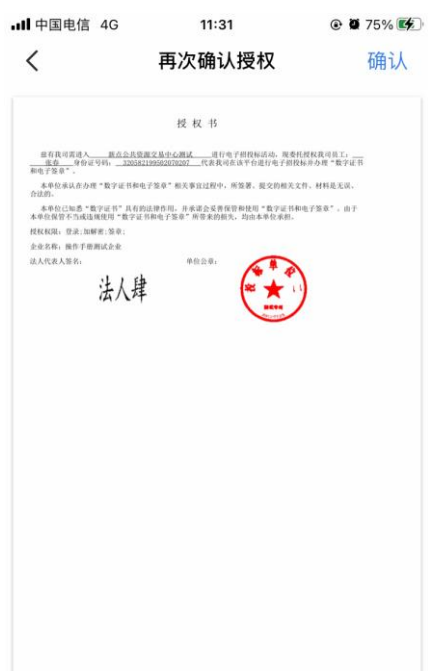 中国电信 4G 11:31 75%
再次确认授权 确认
授 权 书
兹有我司需进入 新点公共资源交易中心测试 进行电子招投标活动，现委托授权我司员工：
张春 身份证号码： 320582199502070207 代表我司在该平台进行电子招投标并办理“数字证书
和电子签章”。
本单位承认在办理“数字证书和电子签章”相关事宜过程中，所签署、提交的相关文件、材料是无误、
合法的。
本单位已知悉“数字证书”具有的法律作用，并承诺会妥善保管和使用“数字证书和电子签章”。由于
本单位保管不当或违规使用“数字证书和电子签章”所带来的损失，均由本单位承担。
授权权限：登录;加解密;签章;
企业名称：操作手册测试企业
法人代表人签名： 单位公章：
法人肆
投标单位二
测试专用